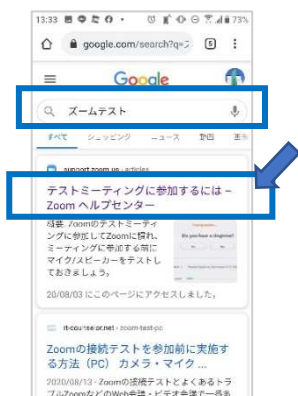 13:33
73%
google.com/search?q=ズ
5
Google
ズームテスト
すべて ショッピング ニュース 動画
support.zoom.us › articles
テストミーティングに参加するには –
Zoom ヘルプセンター
概要. Zoomのテストミーティ
ングに参加してZoomに慣れ、
ミーティングに参加する前に
マイク/スピーカーをテストし
ておきましょう。
20/08/03 にこのページにアクセスしました。
it-counselor.net › zoom-test-pc
Zoomの接続テストを参加前に実施す
る方法（PC） カメラ・マイク ...
2020/08/13 - Zoomの接続テストとよくあるトラ
ブルZoomなどのWeb会議・ビデオ会議で一番あ